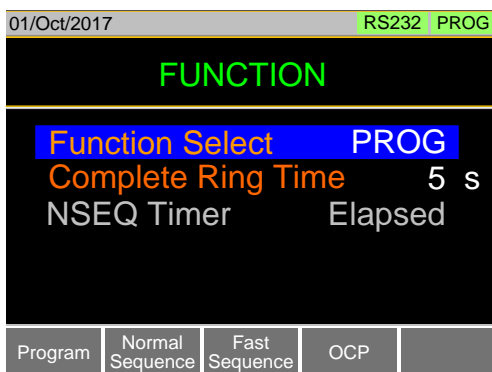 01/Oct/2017 RS232 PROG
FUNCTION
Function Select PROG
Complete Ring Time 5 s
NSEQ Timer Elapsed
Program Normal Sequence Fast Sequence OCP